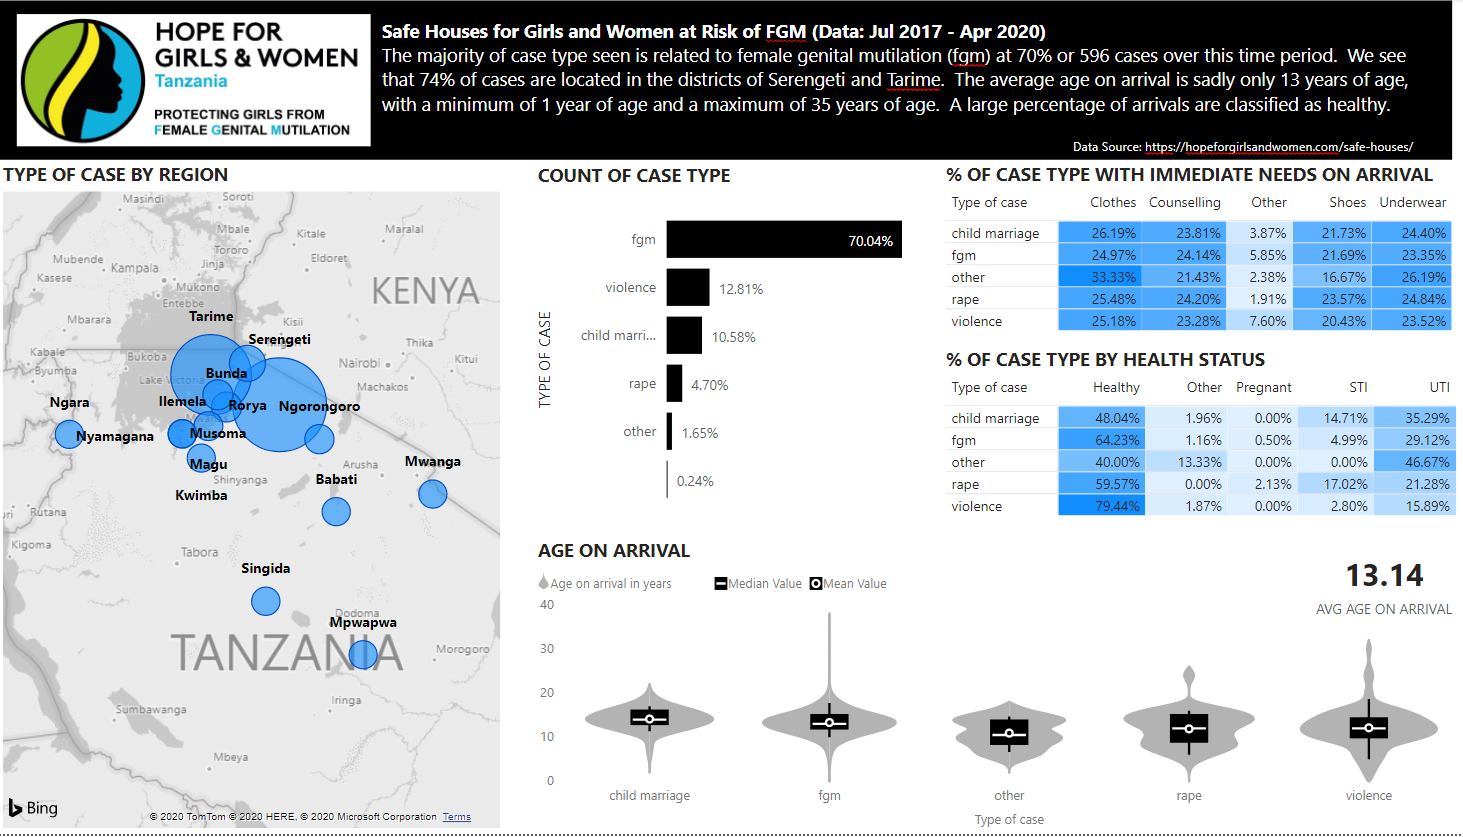 HOPE FOR
GIRLS & WOMEN
Tanzania
PROTECTING GIRLS FROM
FEMALE GENITAL MUTILATION
Safe Houses for Girls and Women at Risk of FGM (Data: Jul 2017 - Apr 2020)
The majority of case type seen is related to female genital mutilation (fgm) at 70% or 596 cases over this time period. We see
that 74% of cases are located in the districts of Serengeti and Tarime. The average age on arrival is sadly only 13 years of age,
with a minimum of 1 year of age and a maximum of 35 years of age. A large percentage of arrivals are classified as healthy.
Data Source: https://hopeforgirlsandwomen.com/safe-houses/
TYPE OF CASE BY REGION
Masindi
Soroti
Mbale
Kitale
Maralal
Tororo
Mubende
Kampala
Jinja
Eldoret
Kasese
Mukono
KENYA
Entebbe
Mbarara
Tarime
Kisii
Serengeti
Thika
Kabale
Bukoba
Nairobi
Kitui
Byumba
Bunda
Lake Victoria
Machakos
Ngara
Ilemela
Rorya
Ngorongoro
Nyamagana
Musoma
Magu
Arusha
Mwanga
Shinyanga
Babati
Kwimba
Rutana
Kigoma
Tabora
Singida
Dodoma
Mpwapwa
TANZANIA
Morogoro
Iringa
Sumbawanga
Mbeya
Bing
© 2020 TomTom © 2020 HERE, © 2020 Microsoft Corporation Terms
COUNT OF CASE TYPE
TYPE OF CASE
fgm 70.04%
violence 12.81%
child marri... 10.58%
rape 4.70%
other 1.65%
0.24%
% OF CASE TYPE WITH IMMEDIATE NEEDS ON ARRIVAL
Type of case Clothes Counselling Other Shoes Underwear
child marriage 26.19% 23.81% 3.87% 21.73% 24.40%
fgm 24.97% 24.14% 5.85% 21.69% 23.35%
other 33.33% 21.43% 2.38% 16.67% 26.19%
rape 25.48% 24.20% 1.91% 23.57% 24.84%
violence 25.18% 23.28% 7.60% 20.43% 23.52%
% OF CASE TYPE BY HEALTH STATUS
Type of case Healthy Other Pregnant STI UTI
child marriage 48.04% 1.96% 0.00% 14.71% 35.29%
fgm 64.23% 1.16% 0.50% 4.99% 29.12%
other 40.00% 13.33% 0.00% 0.00% 46.67%
rape 59.57% 0.00% 2.13% 17.02% 21.28%
violence 79.44% 1.87% 0.00% 2.80% 15.89%
AGE ON ARRIVAL
Age on arrival in years Median Value Mean Value
13.14
AVG AGE ON ARRIVAL
40
30
20
10
0
child marriage fgm other rape violence
Type of case